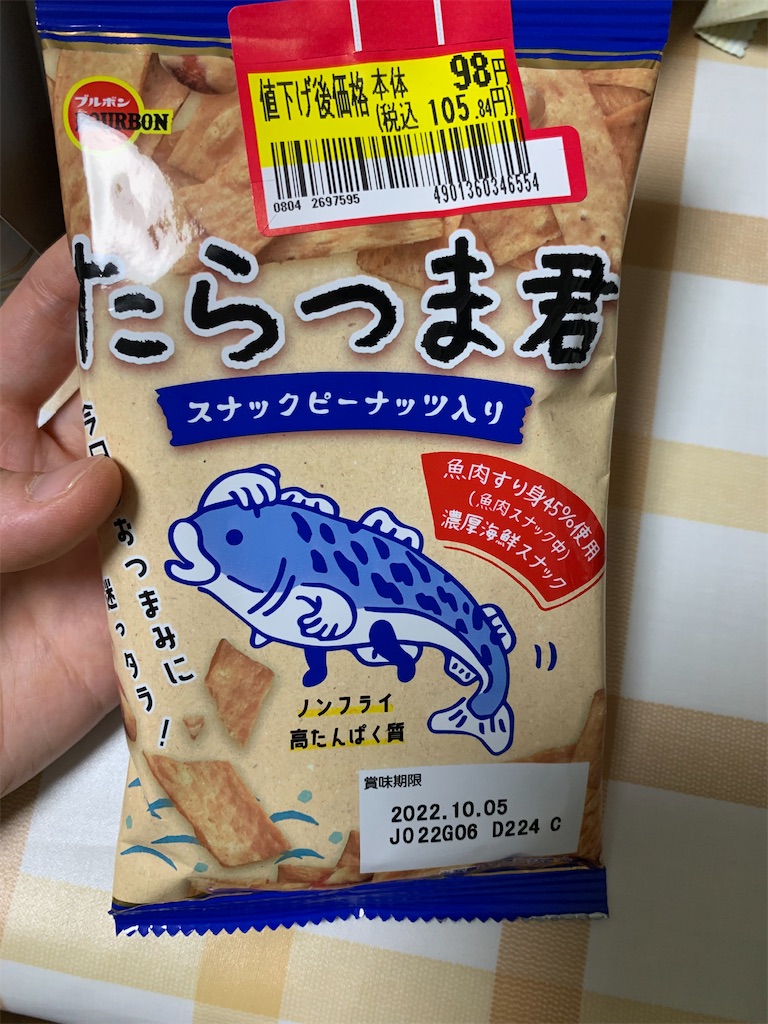 値下げ後価格 本体 98円
(税込 105.84円)
0804 2697595
4901360346554
ブルボン
BOURBON
たらつま君
スナックピーナッツ入り
魚肉すり身45%使用
(魚肉スナック中)
濃厚海鮮スナック
おつまみに
迷っタラ!
ノンフライ
高たんぱく質
賞味期限
2022.10.05
J022G06 D224 C